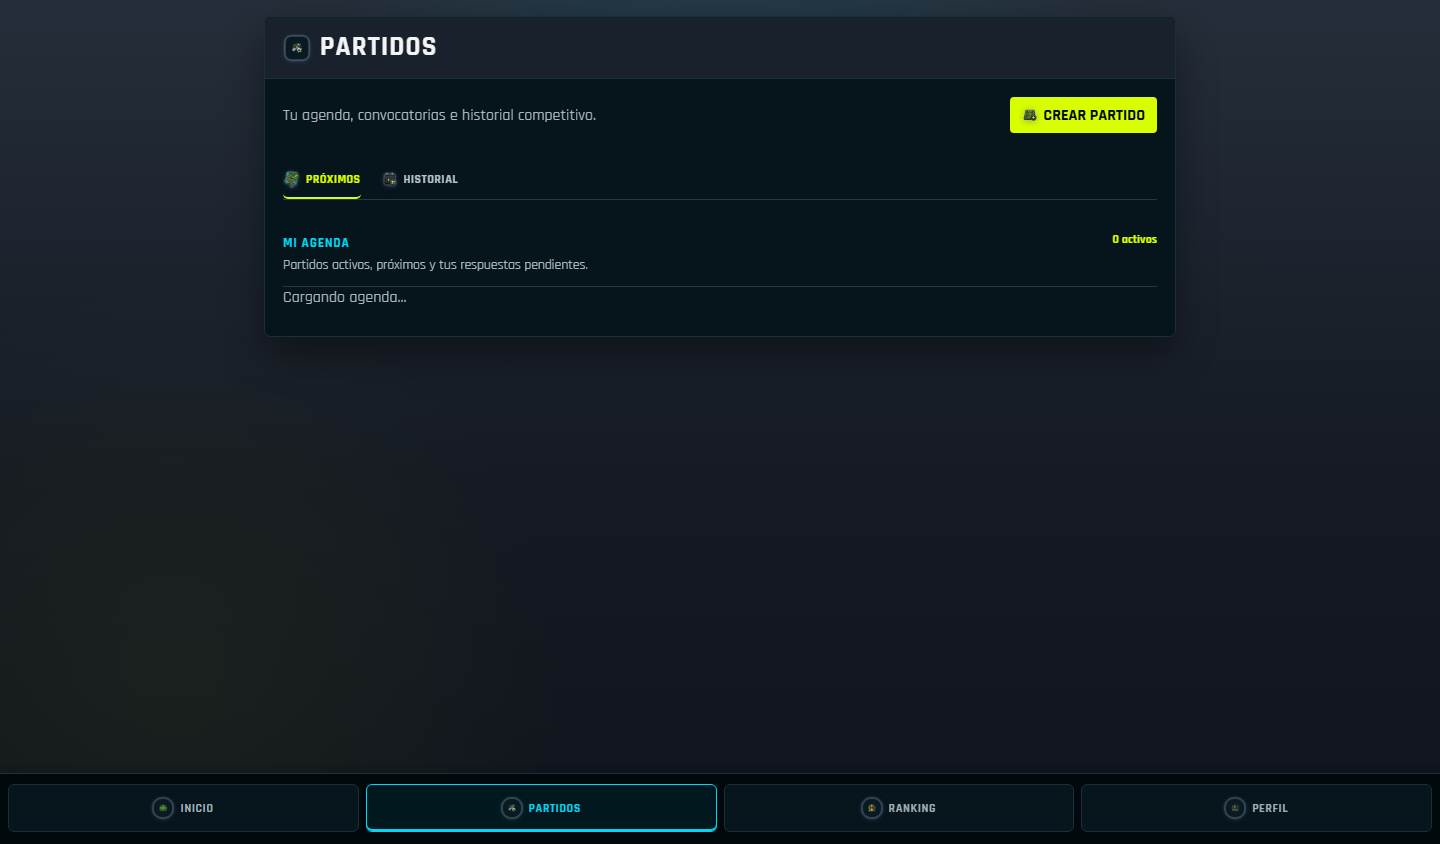 PARTIDOS
Tu agenda, convocatorias e historial competitivo.
CREAR PARTIDO
PRÓXIMOS
HISTORIAL
MI AGENDA
0 activos
Partidos activos, próximos y tus respuestas pendientes.
Cargando agenda...
INICIO
PARTIDOS
RANKING
PERFIL